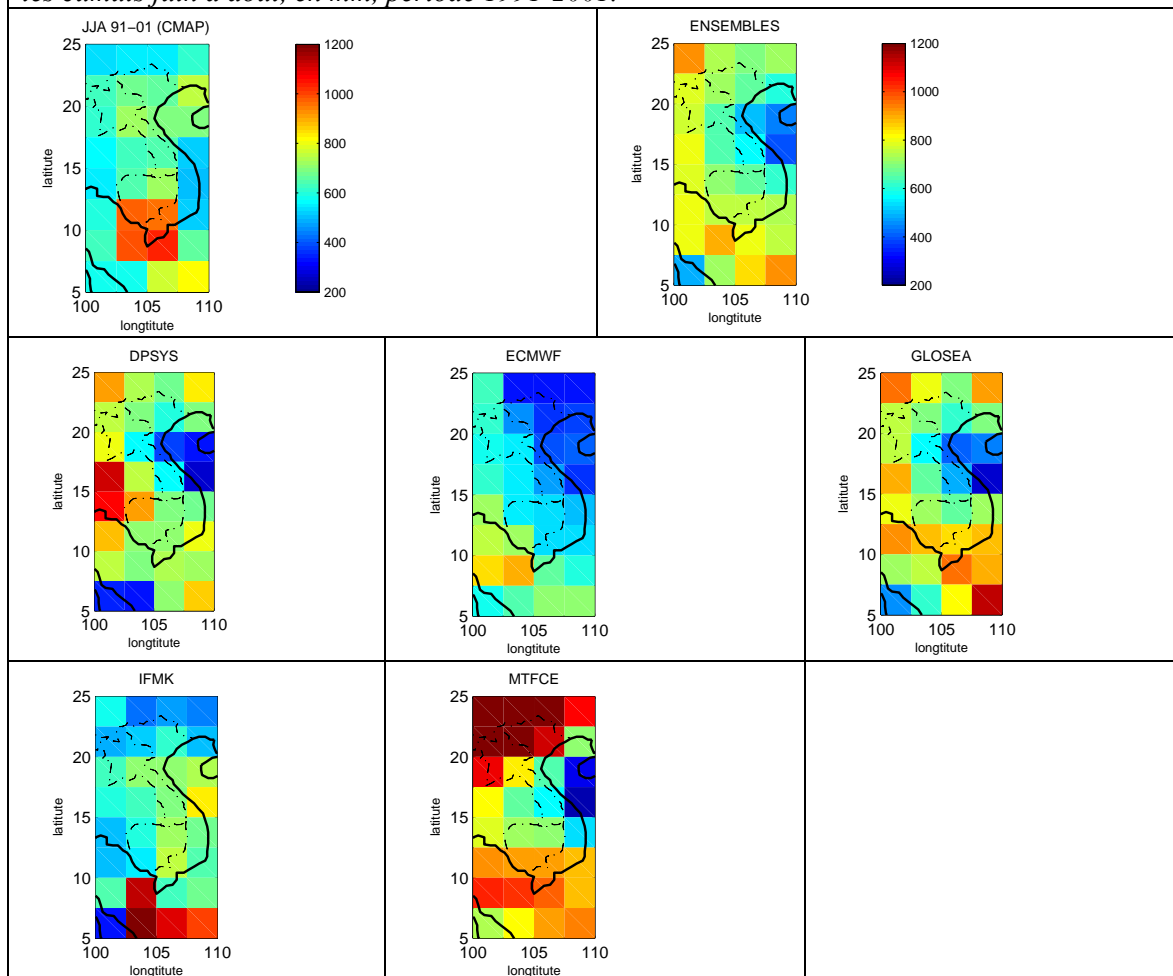 les cumuls juin à août, en mm, période 1991-2001.
JJA 91–01 (CMAP)
25
20
15
10
5
latitute
100 105 110
longtitute
1200
1000
800
600
400
200
ENSEMBLES
25
20
15
10
5
latitute
100 105 110
longtitute
1200
1000
800
600
400
200
DPSYS
25
20
15
10
5
latitute
100 105 110
longtitute
ECMWF
25
20
15
10
5
latitute
100 105 110
longtitute
GLOSEA
25
20
15
10
5
latitute
100 105 110
longtitute
IFMK
25
20
15
10
5
latitute
100 105 110
longtitute
MTFCE
25
20
15
10
5
latitute
100 105 110
longtitute